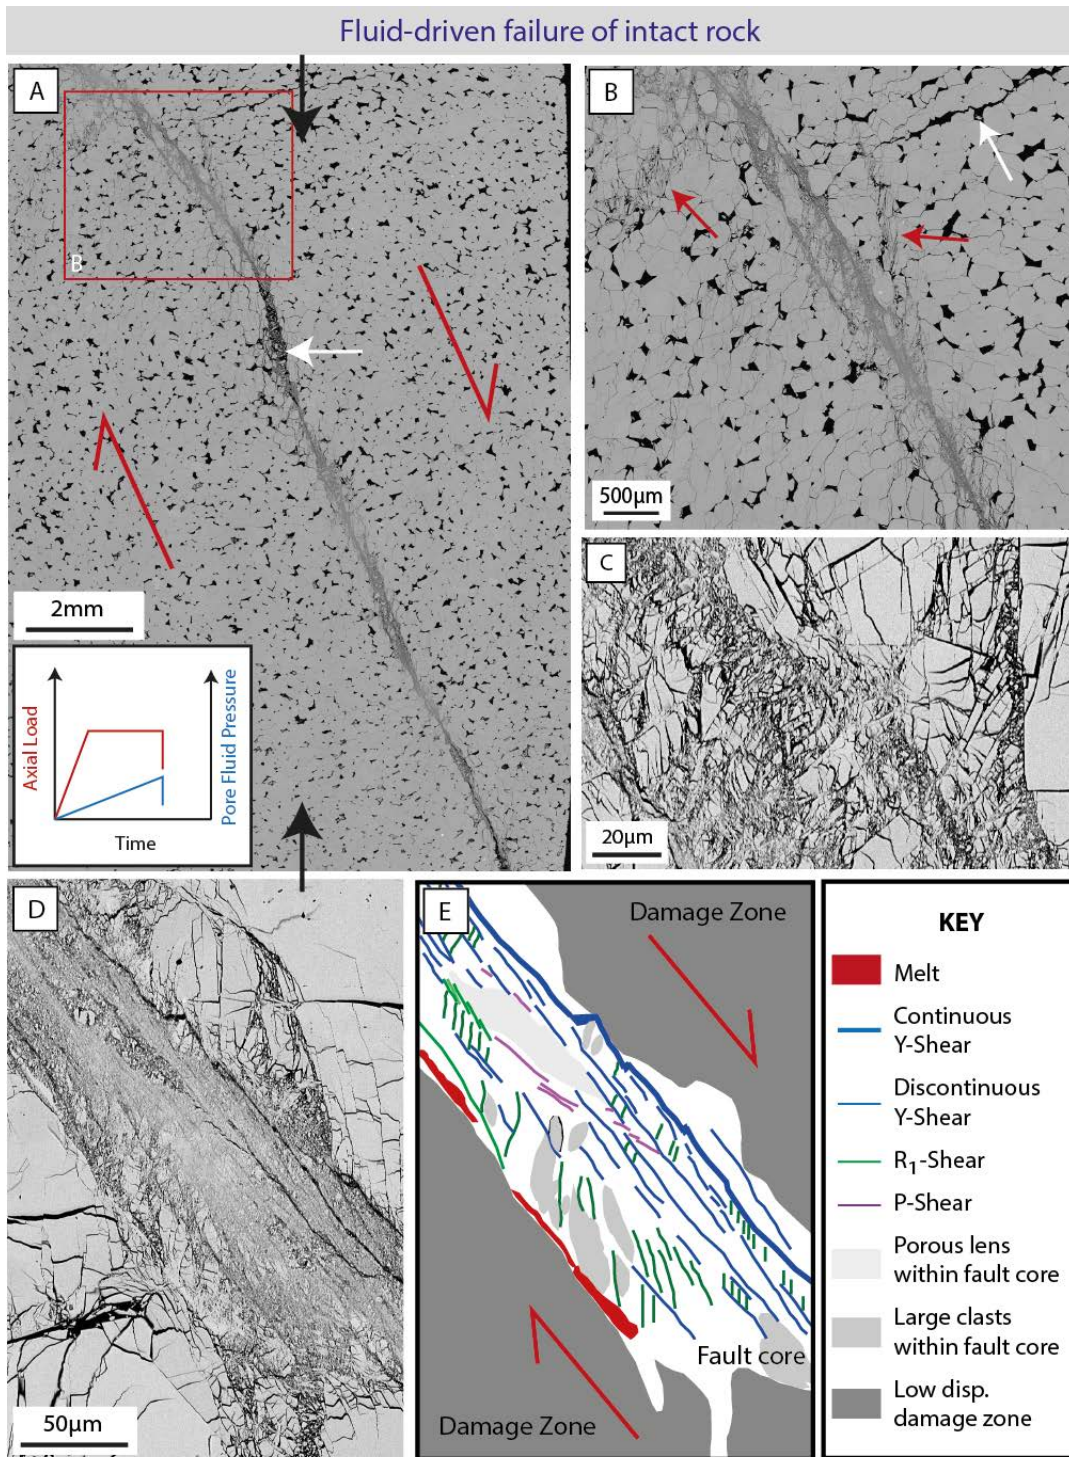 Fluid-driven failure of intact rock
A
B
2mm
Axial Load
Pore Fluid Pressure
Time
B
500µm
C
20µm
D
50µm
E
Damage Zone
Fault core
Damage Zone
KEY
Melt
Continuous
Y-Shear
Discontinuous
Y-Shear
R1-Shear
P-Shear
Porous lens
within fault core
Large clasts
within fault core
Low disp.
damage zone